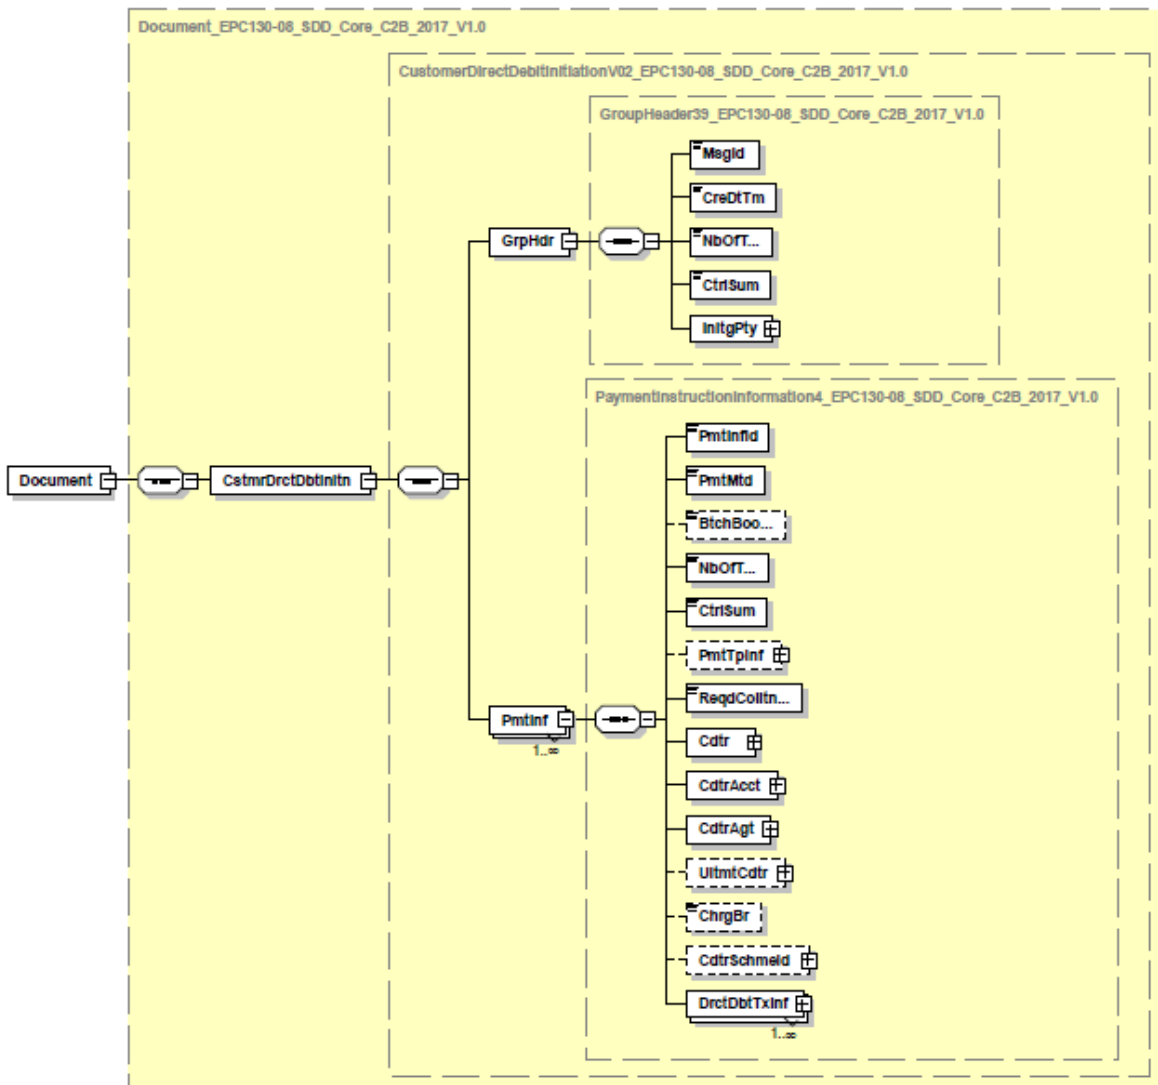 Document_EPC130-08_SDD_Core_C2B_2017_V1.0
CustomerDirectDebitInitiationV02_EPC130-08_SDD_Core_C2B_2017_V1.0
GroupHeader39_EPC130-08_SDD_Core_C2B_2017_V1.0
MsgId
CreDtTm
GrpHdr
NbOfT...
CtrlSum
InitgPty
PaymentInstructionInformation4_EPC130-08_SDD_Core_C2B_2017_V1.0
PmtInfId
Document
CstmrDrctDbtInitn
PmtMtd
BtchBoo...
NbOfT...
CtrlSum
PmtTpInf
ReqdColltn...
PmtInf
1..∞
Cdtr
CdtrAcct
CdtrAgt
UltmtCdtr
ChrgBr
CdtrSchmeId
DrctDbtTxInf
1..∞